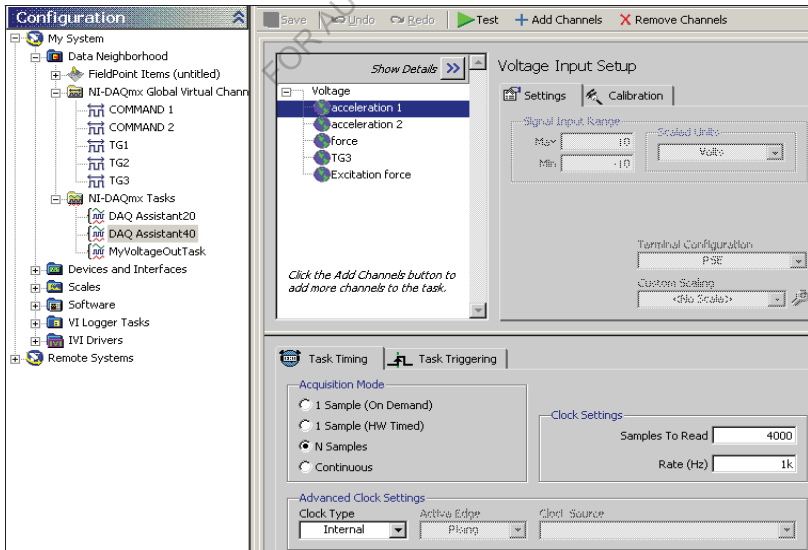 Configuration
My System
Data Neighborhood
FieldPoint Items (untitled)
NI-DAQmx Global Virtual Chann
COMMAND 1
COMMAND 2
TG1
TG2
TG3
NI-DAQmx Tasks
DAQ Assistant20
DAQ Assistant40
MyVoltageOutTask
Devices and Interfaces
Scales
Software
VI Logger Tasks
IVI Drivers
Remote Systems
Save Undo Redo Test Add Channels Remove Channels
FOR AU
Show Details
Voltage
acceleration 1
acceleration 2
force
TG3
Excitation force
Click the Add Channels button to
add more channels to the task.
Voltage Input Setup
Settings Calibration
Signal Input Range
Max 10
Min -10
Scaled Units
Volts
Terminal Configuration
Custom Scaling
<No Scale>
Task Timing Task Triggering
Acquisition Mode
1 Sample (On Demand)
1 Sample (HW Timed)
N Samples
Continuous
Clock Settings
Samples To Read 4000
Rate (Hz) 1k
Advanced Clock Settings
Clock Type Active Edge Clock Source
Internal